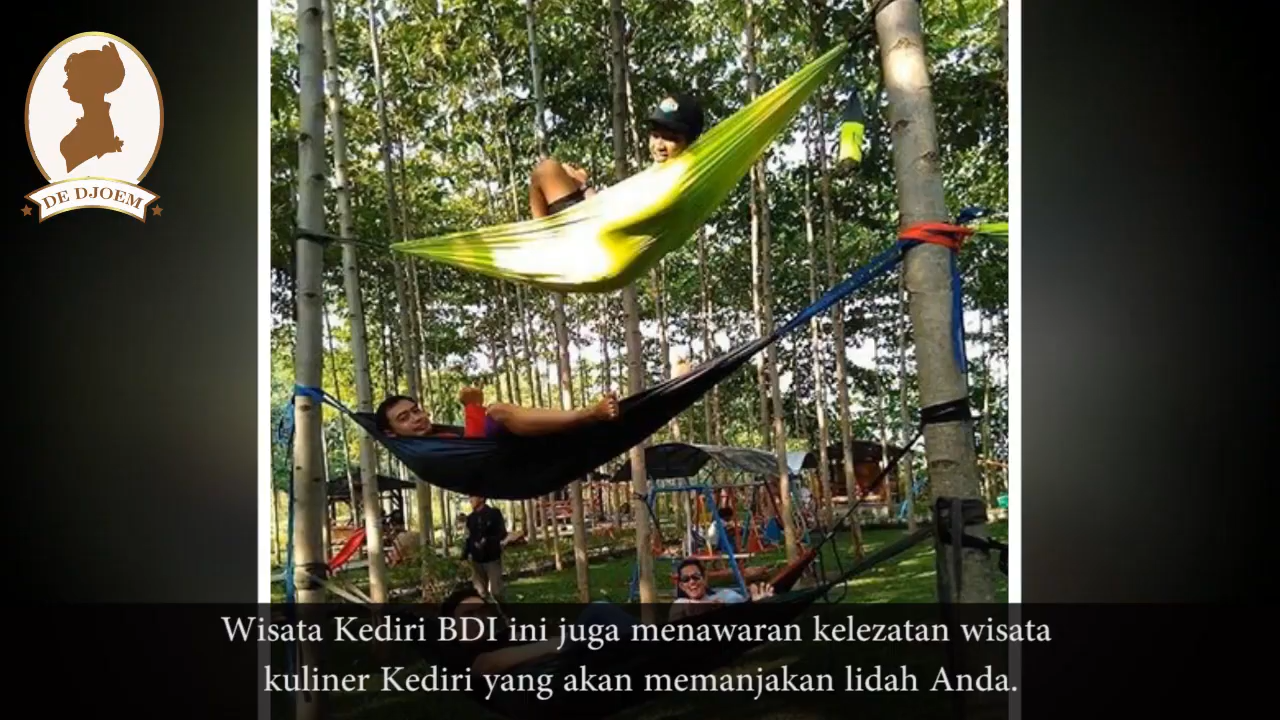 DE DJOEM
Wisata Kediri BDI ini juga menawaran kelezatan wisata
kuliner Kediri yang akan memanjakan lidah Anda.